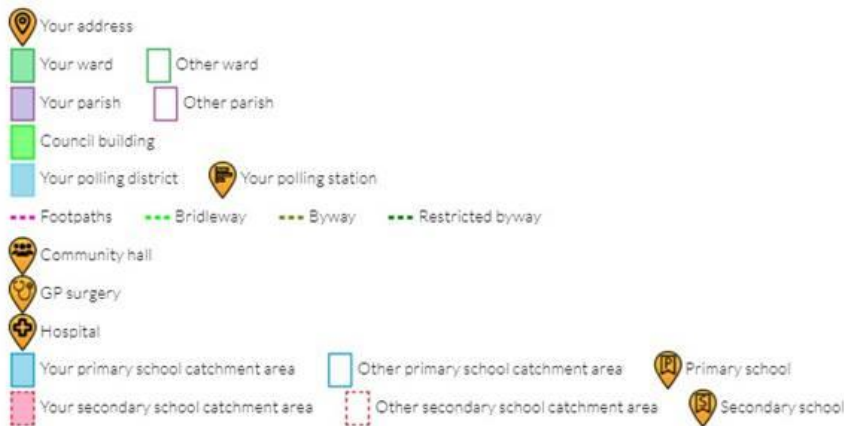 Your address
Your ward Other ward
Your parish Other parish
Council building
Your polling district Your polling station
Footpaths Bridleway Byway Restricted byway
Community hall
GP surgery
Hospital
Your primary school catchment area Other primary school catchment area P Primary school
Your secondary school catchment area Other secondary school catchment area S Secondary school